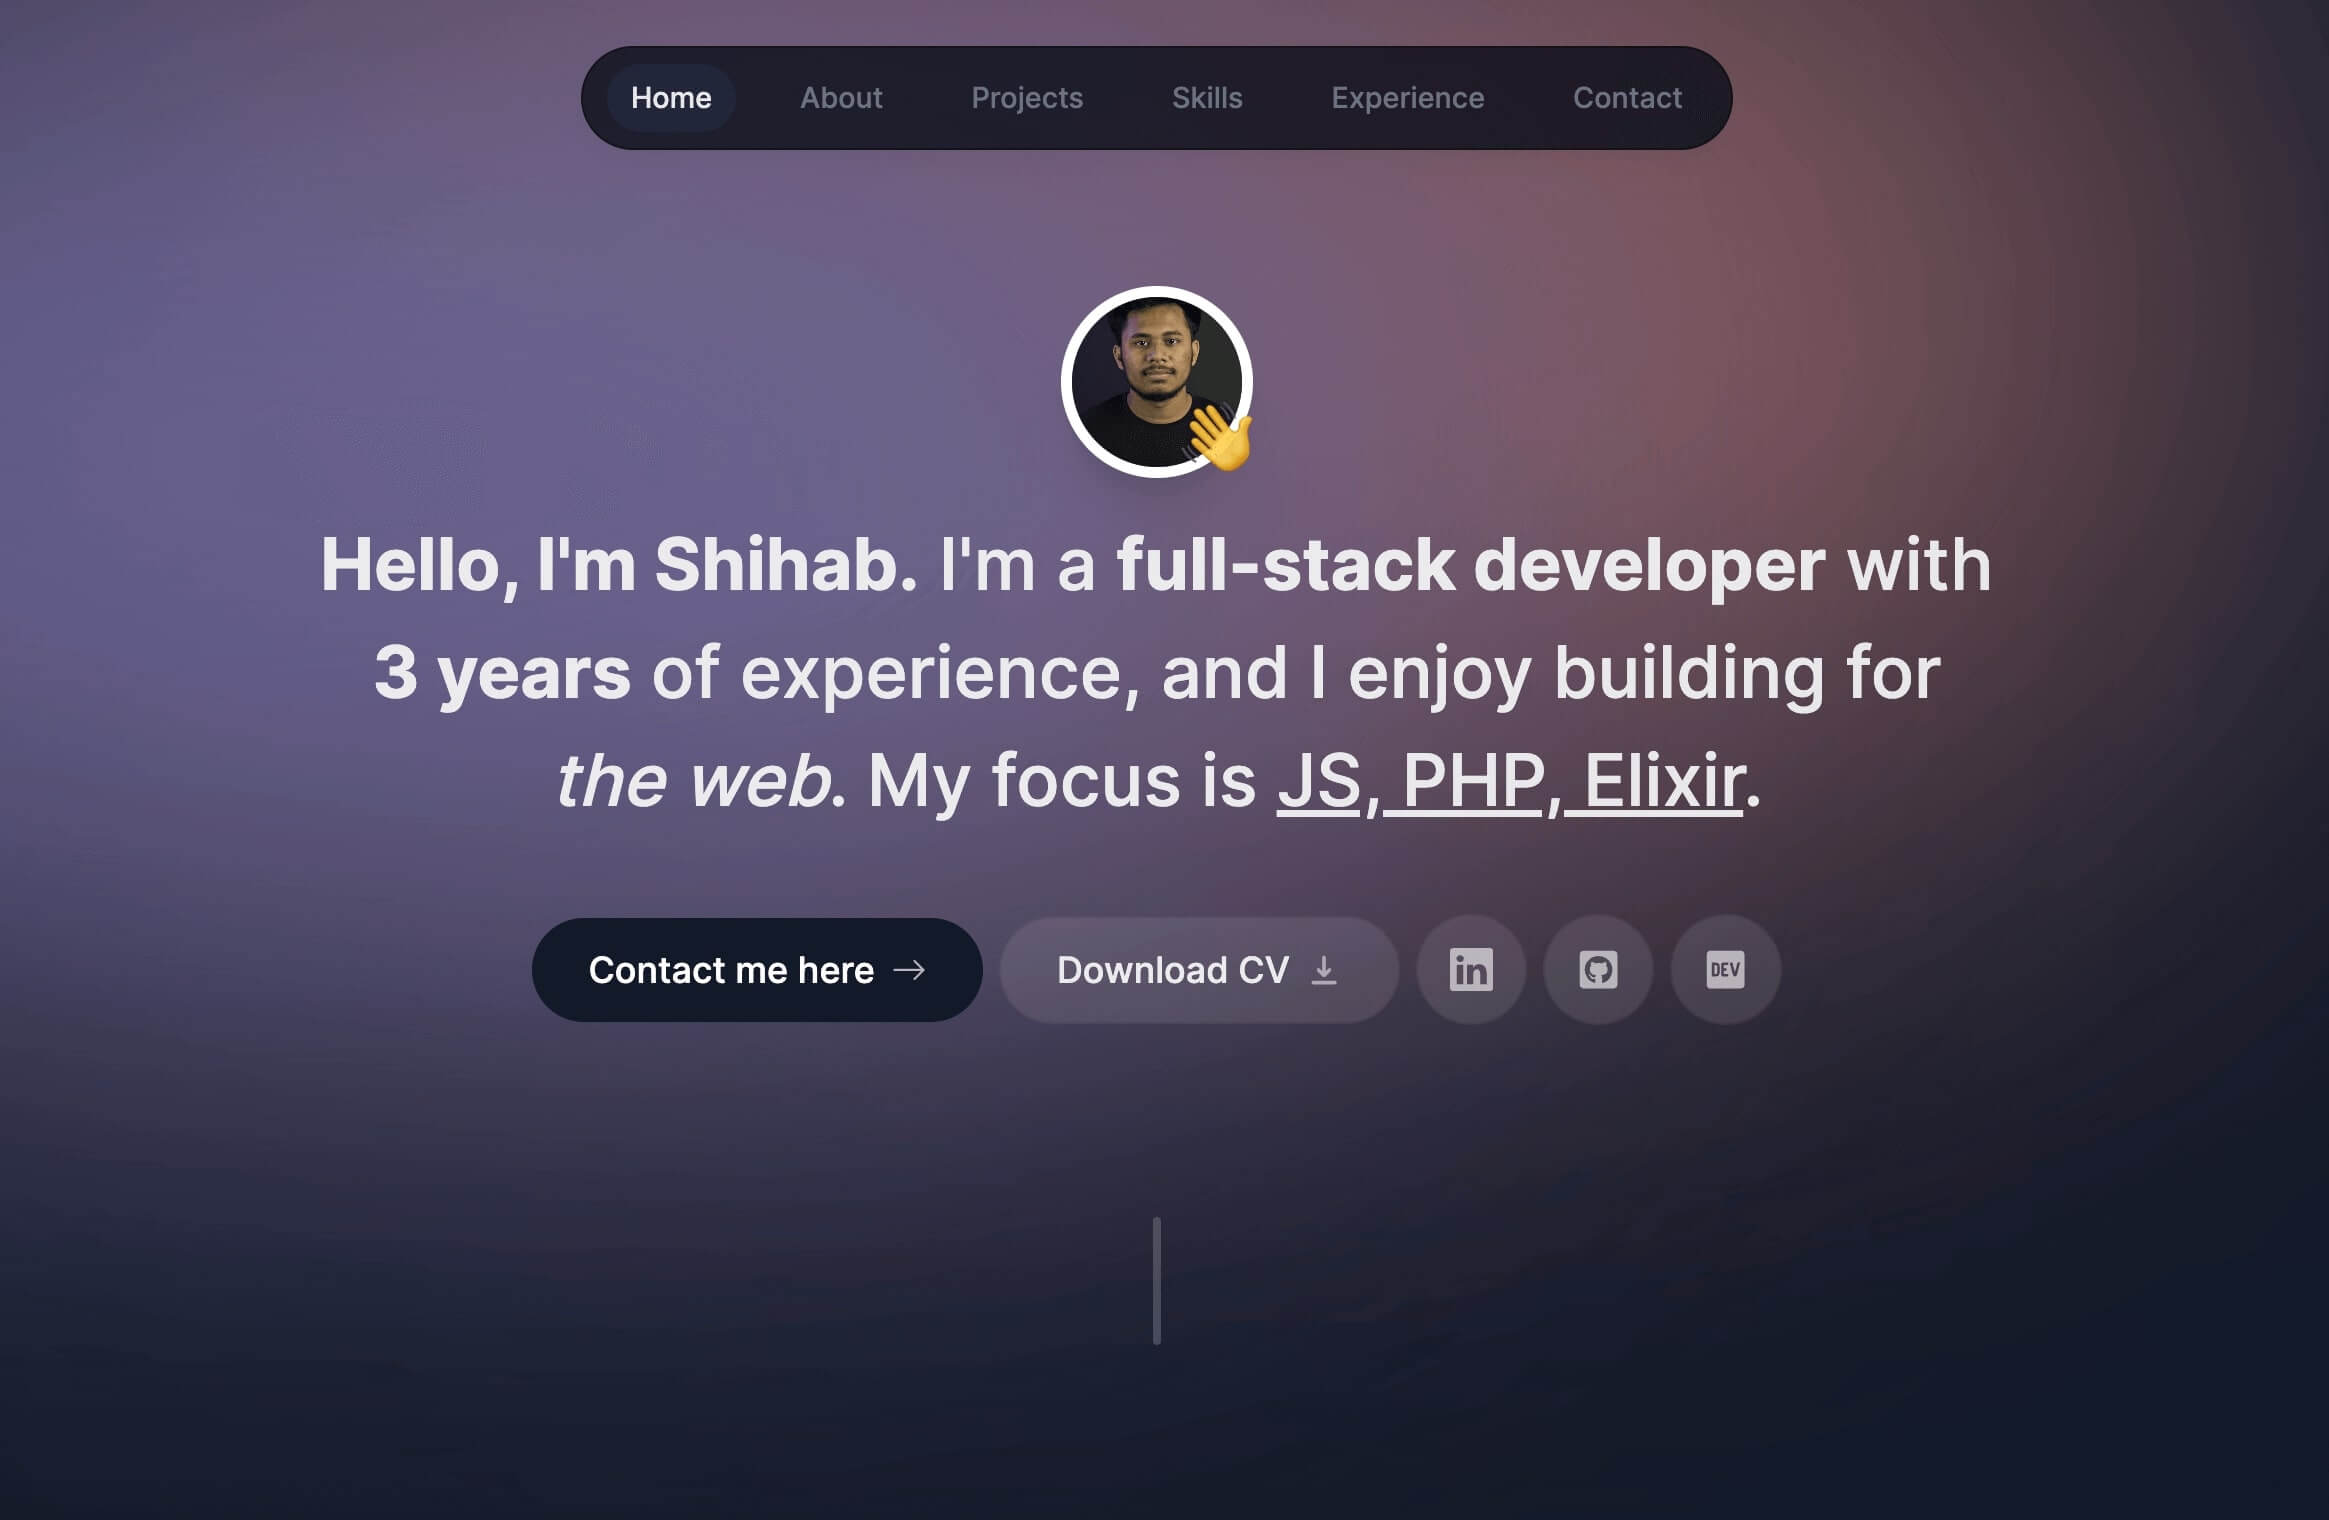 Home About Projects Skills Experience Contact
Hello, I'm Shihab. I'm a full-stack developer with
3 years of experience, and I enjoy building for
the web. My focus is JS, PHP, Elixir.
Contact me here Download CV in DEV